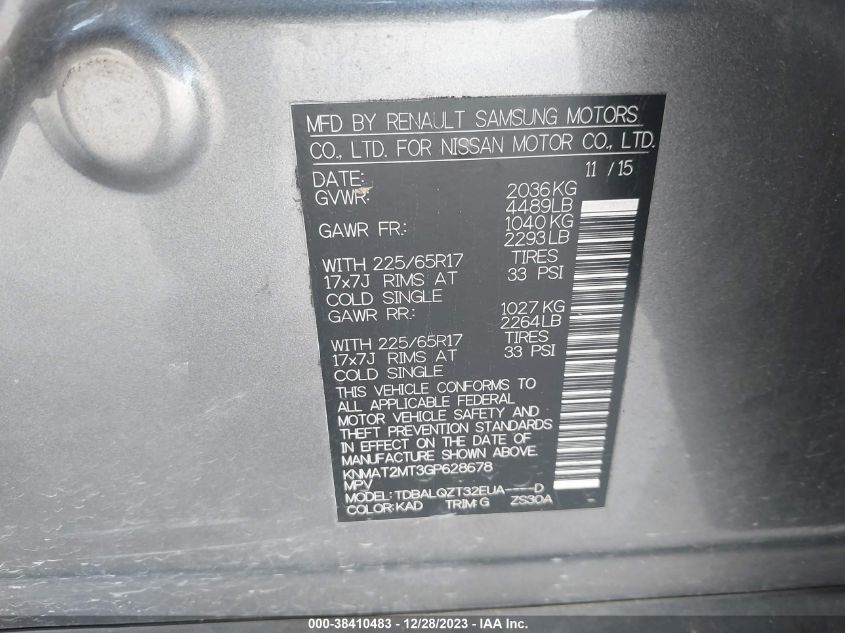 MFD BY RENAULT SAMSUNG MOTORS
CO., LTD. FOR NISSAN MOTOR CO., LTD.
DATE: 11 / 15
GVWR: 2036KG
4489LB
GAWR FR.: 1040KG
2293LB
WITH 225/65R17 TIRES
17x7J RIMS AT 33 PSI
COLD SINGLE
GAWR RR.: 1027KG
2264LB
WITH 225/65R17 TIRES
17x7J RIMS AT 33 PSI
COLD SINGLE
THIS VEHICLE CONFORMS TO
ALL APPLICABLE FEDERAL
MOTOR VEHICLE SAFETY AND
THEFT PREVENTION STANDARDS
IN EFFECT ON THE DATE OF
MANUFACTURE SHOWN ABOVE.
KNMAT2MT3GP628678
MPV
MODEL: TDBALQZT32EUA----D
COLOR: KAD TRIM: G ZS30A
000-38410483 - 12/28/2023 - IAA Inc.